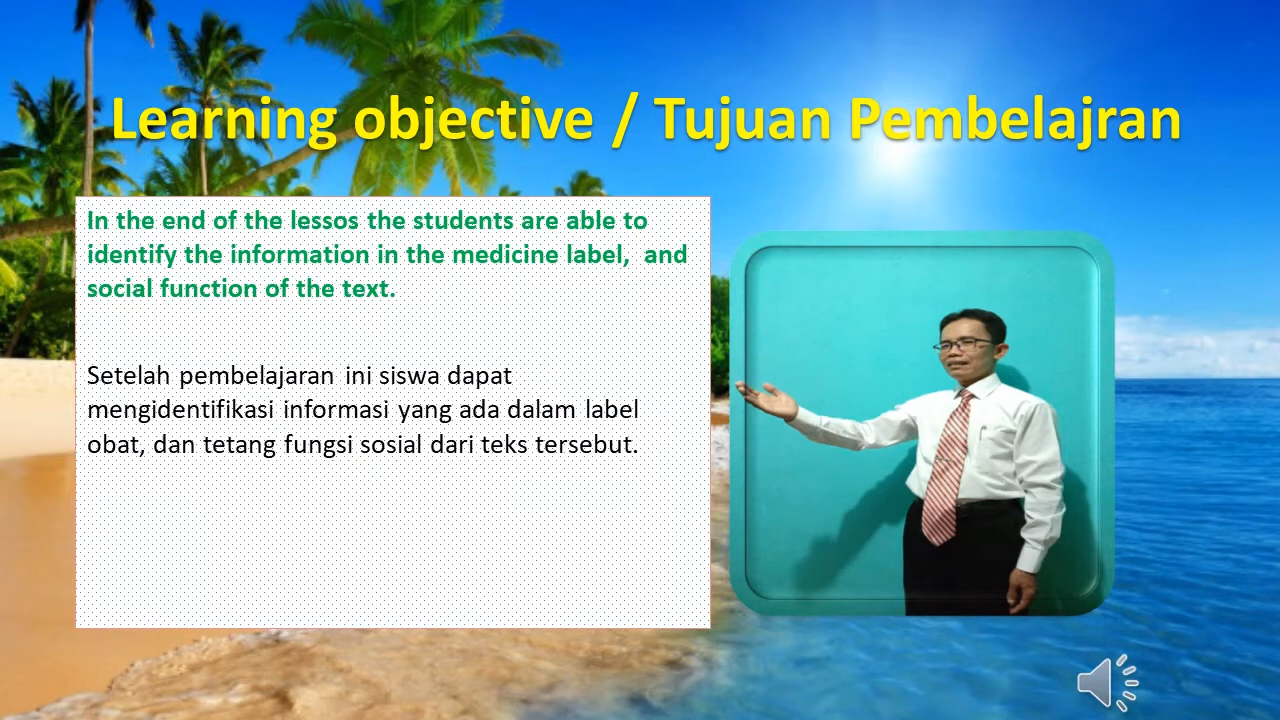 Learning objective / Tujuan Pembelajran
In the end of the lessos the students are able to
identify the information in the medicine label,  and
social function of the text.
Setelah pembelajaran ini siswa dapat
mengidentifikasi informasi yang ada dalam label
obat, dan tetang fungsi sosial dari teks tersebut.